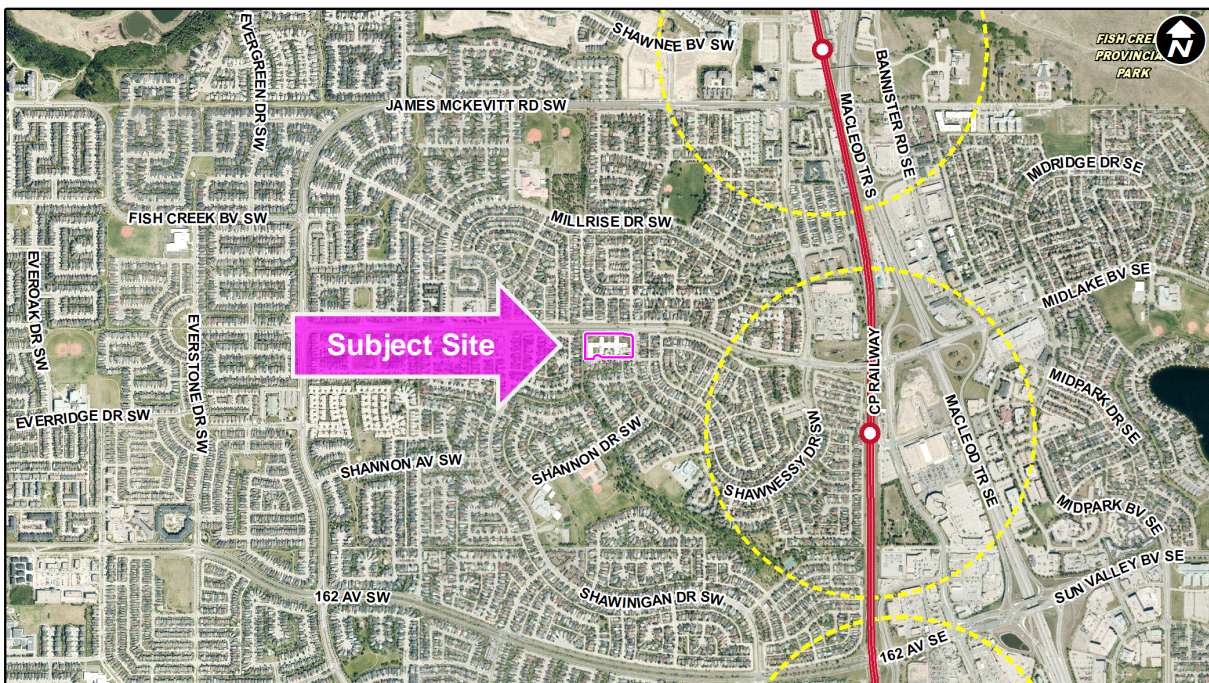 SHAWNEE BV SW
FISH CREE
PROVINCIA
PARK
N
EVERGREEN DR SW
JAMES MCKEVITT RD SW
BANNISTER RD SE
MACLEOD TR S
MIDRIDGE DR SE
FISH CREEK BV SW
MILLRISE DR SW
EVEROAK DR SW
MIDLAKE BV SE
Subject Site
CP RAILWAY
EVERSTONE DR SW
MIDPARK DR SE
EVERRIDGE DR SW
MACLEOD TR SE
SHANNON AV SW
SHANNON DR SW
SHAWNESSY DR SW
MIDPARK BV SE
SUN VALLEY BV SE
162 AV SW
SHAWINIGAN DR SW
162 AV SE